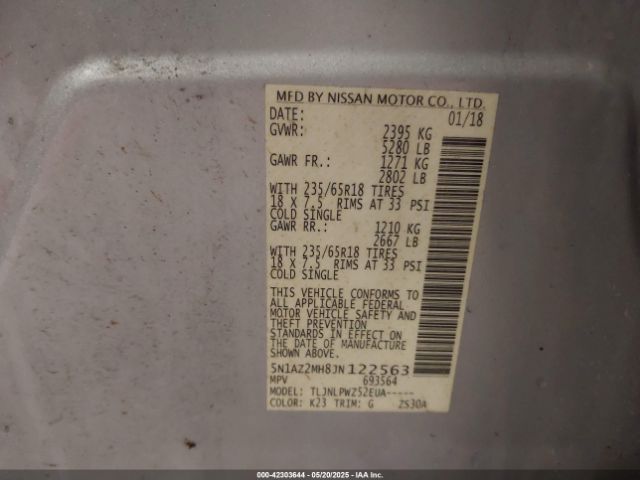 MFD BY NISSAN MOTOR CO., LTD.
DATE: 01/18
GVWR: 2395 KG
5280 LB
GAWR FR.: 1271 KG
2802 LB
WITH 235/65R18 TIRES
18 X 7.5 RIMS AT 33 PSI
COLD SINGLE
GAWR RR.: 1210 KG
2667 LB
WITH 235/65R18 TIRES
18 X 7.5 RIMS AT 33 PSI
COLD SINGLE
THIS VEHICLE CONFORMS TO
ALL APPLICABLE FEDERAL
MOTOR VEHICLE SAFETY AND
THEFT PREVENTION
STANDARDS IN EFFECT ON
THE DATE OF MANUFACTURE
SHOWN ABOVE.
5N1AZ2MH8JN122563
MPV 693564
MODEL: TLJNLPWZ52EUA-----
COLOR: K23 TRIM: G ZS30A
000-42303644 - 05/20/2025 - IAA Inc.